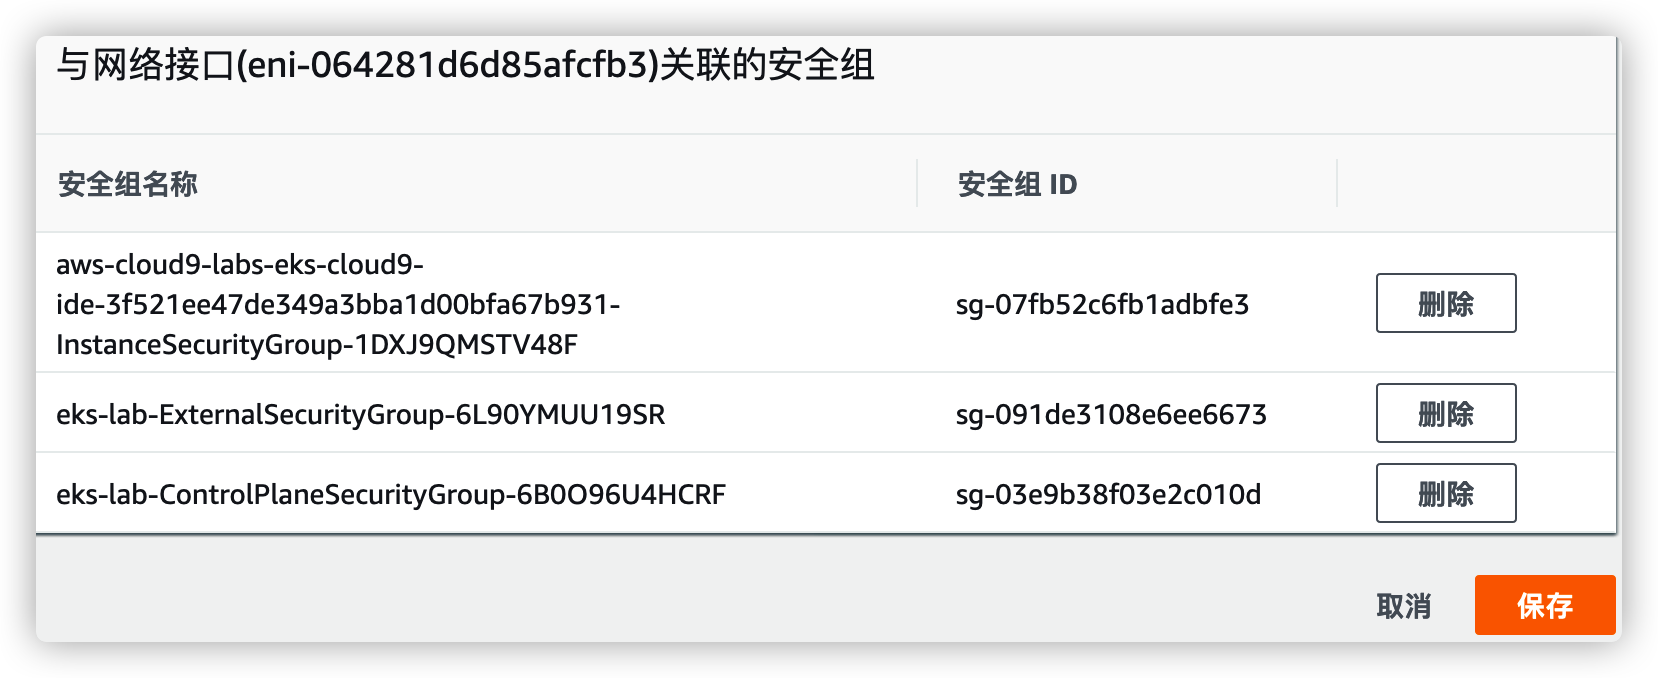 与网络接口(eni-064281d6d85afcfb3)关联的安全组
安全组名称 安全组 ID
aws-cloud9-labs-eks-cloud9-
ide-3f521ee47de349a3bba1d00bfa67b931-
InstanceSecurityGroup-1DXJ9QMSTV48F
sg-07fb52c6fb1adbfe3 删除
eks-lab-ExternalSecurityGroup-6L90YMUU19SR sg-091de3108e6ee6673 删除
eks-lab-ControlPlaneSecurityGroup-6B0O96U4HCRF sg-03e9b38f03e2c010d 删除
取消 保存